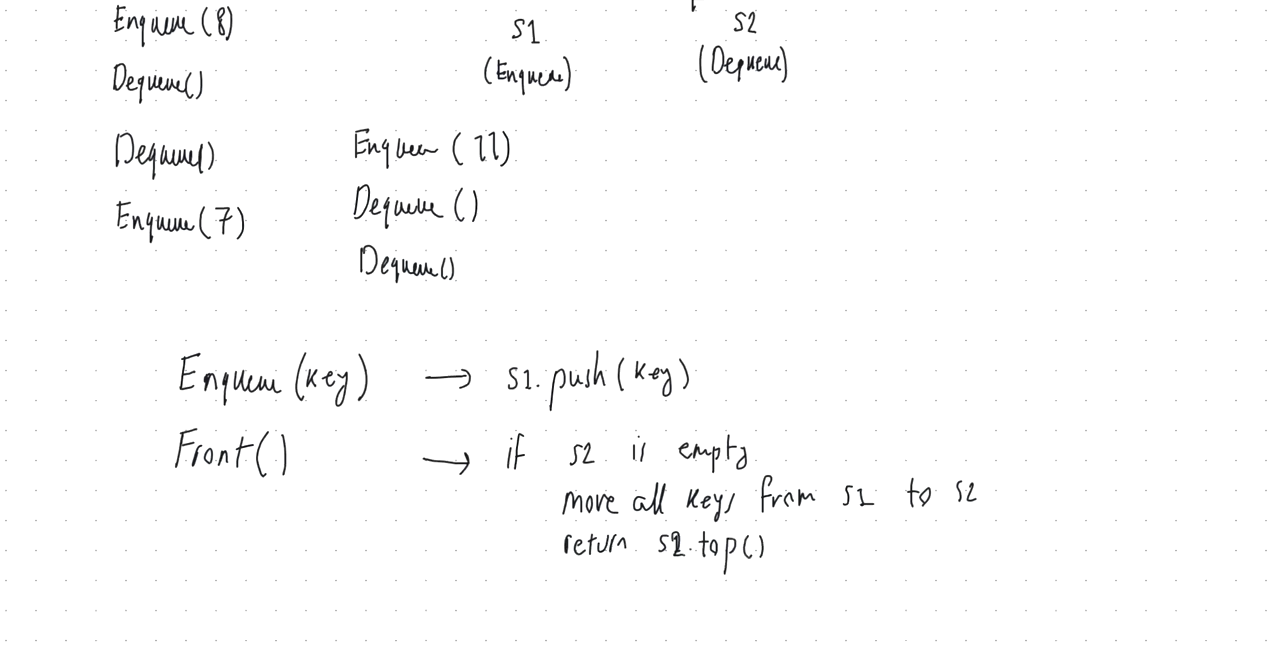 Enqueue(8)
Dequeue()
Dequeue()
Enqueue(7)
Enqueue(11)
Dequeue()
Dequeue()
S1
(Enqueue)
S2
(Dequeue)
Enqueue(key) → S1.push(key)
Front() → if S2 is empty
move all keys from S1 to S2
return S2.top()